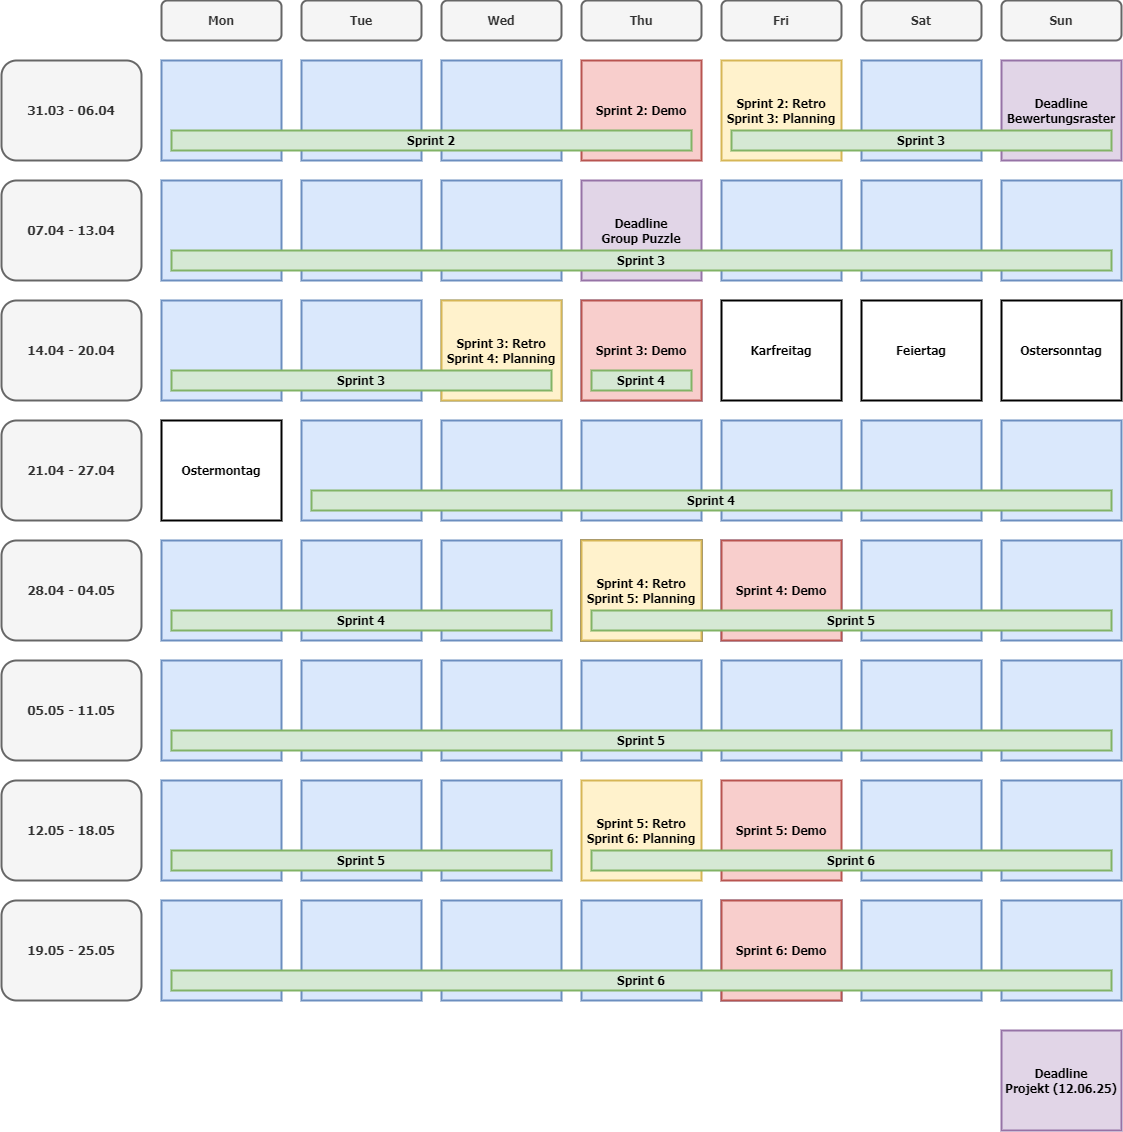 Mon Tue Wed Thu Fri Sat Sun
31.03 - 06.04
Sprint 2: Demo
Sprint 2: Retro
Sprint 3: Planning
Deadline
Bewertungsraster
Sprint 2
Sprint 3
07.04 - 13.04
Deadline
Group Puzzle
Sprint 3
14.04 - 20.04
Sprint 3: Retro
Sprint 4: Planning
Sprint 3: Demo
Karfreitag
Feiertag
Ostersonntag
Sprint 3
Sprint 4
21.04 - 27.04
Ostermontag
Sprint 4
28.04 - 04.05
Sprint 4: Retro
Sprint 5: Planning
Sprint 4: Demo
Sprint 4
Sprint 5
05.05 - 11.05
Sprint 5
12.05 - 18.05
Sprint 5: Retro
Sprint 6: Planning
Sprint 5: Demo
Sprint 5
Sprint 6
19.05 - 25.05
Sprint 6: Demo
Sprint 6
Deadline
Projekt (12.06.25)